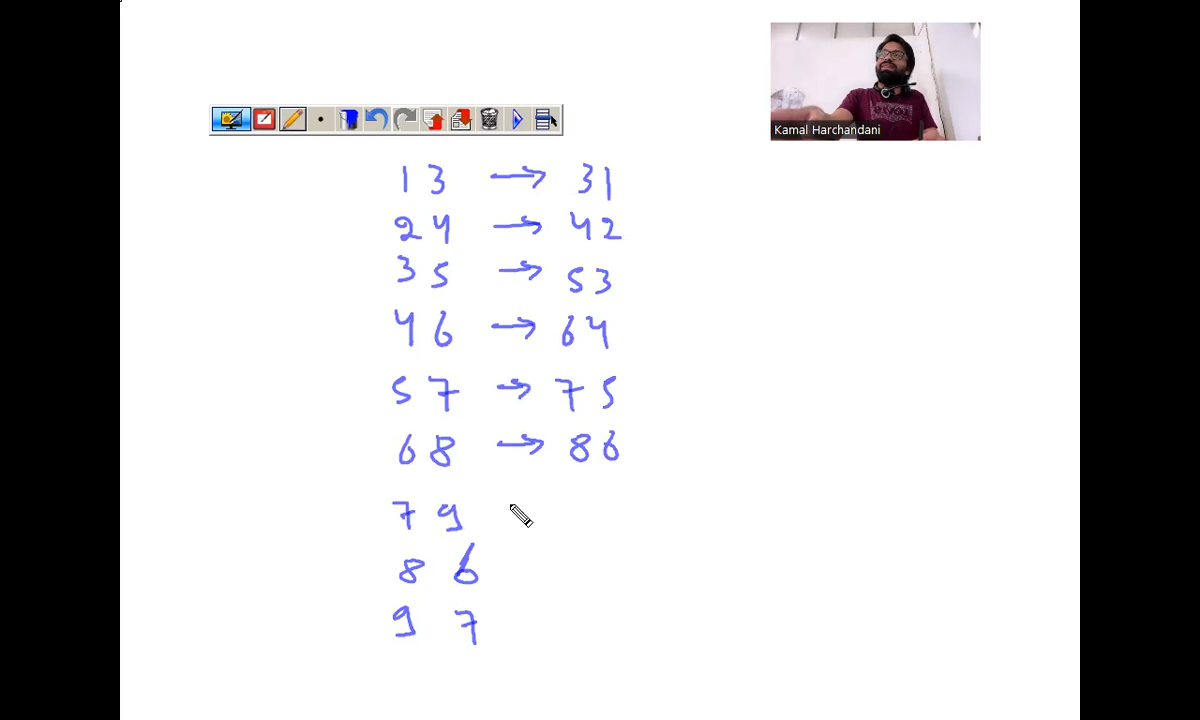 Kamal Harchandani
13 → 31
24 → 42
35 → 53
46 → 64
57 → 75
68 → 86
79
86
97